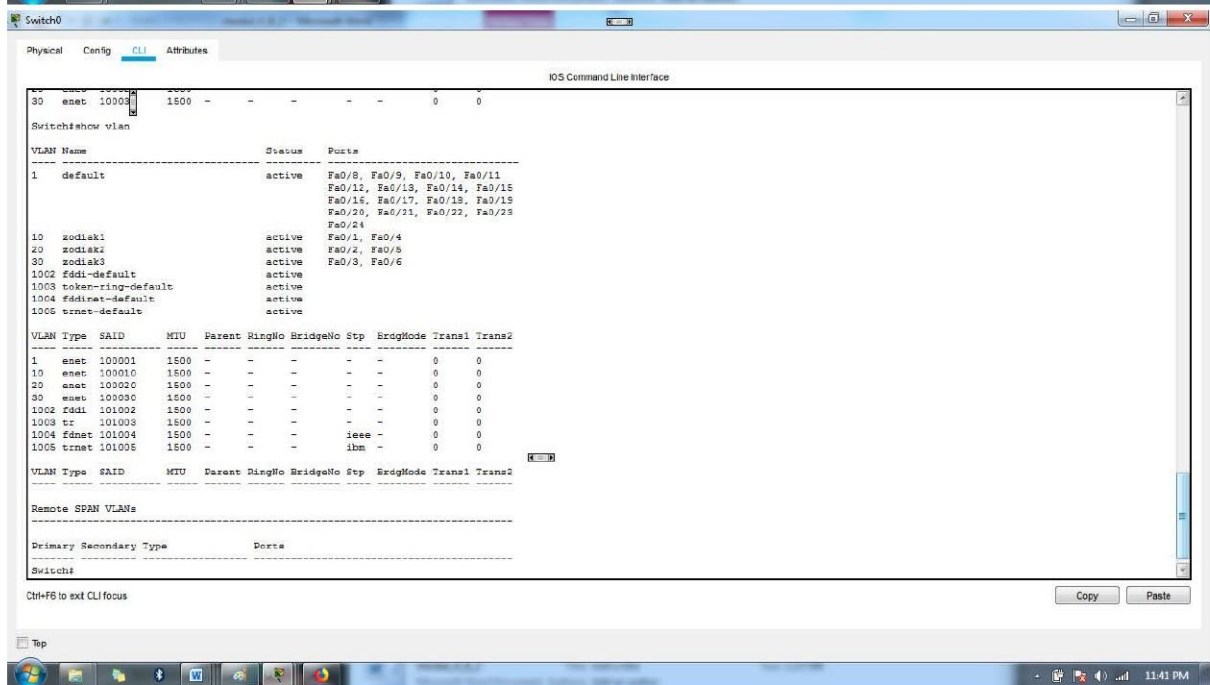 Switch0
Physical Config CLI Attributes
IOS Command Line Interface
30 enet 10003 1500 - - - - - 0 0
Switch#show vlan
VLAN Name Status Ports
---- -------------------------------- --------- -------------------------------
1 default active Fa0/8, Fa0/9, Fa0/10, Fa0/11
Fa0/12, Fa0/13, Fa0/14, Fa0/15
Fa0/16, Fa0/17, Fa0/18, Fa0/19
Fa0/20, Fa0/21, Fa0/22, Fa0/23
Fa0/24
10 zodiak1 active Fa0/1, Fa0/4
20 zodiak2 active Fa0/2, Fa0/5
30 zodiak3 active Fa0/3, Fa0/6
1002 fddi-default active
1003 token-ring-default active
1004 fddinet-default active
1005 trnet-default active
VLAN Type SAID MTU Parent RingNo BridgeNo Stp BrdgMode Trans1 Trans2
---- ----- ---------- ----- ------ ------ -------- ---- -------- ------ ------
1 enet 100001 1500 - - - - - 0 0
10 enet 100010 1500 - - - - - 0 0
20 enet 100020 1500 - - - - - 0 0
30 enet 100030 1500 - - - - - 0 0
1002 fddi 101002 1500 - - - - - 0 0
1003 tr 101003 1500 - - - - - 0 0
1004 fdnet 101004 1500 - - - ieee - 0 0
1005 trnet 101005 1500 - - - ibm - 0 0
VLAN Type SAID MTU Parent RingNo BridgeNo Stp BrdgMode Trans1 Trans2
---- ----- ---------- ----- ------ ------ -------- ---- -------- ------ ------
Remote SPAN VLANs
------------------------------------------------------------------------------
Primary Secondary Type Ports
------- --------- ----------------- ------------------------------------------
Switch#
Ctrl+F6 to exit CLI focus
Copy Paste
Top
W
11:41 PM